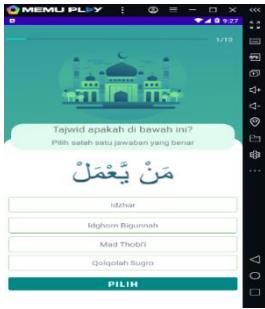 MEMU PLAY
9:27
1/10
Tajwid apakah di bawah ini?
Pilih salah satu jawaban yang benar
مَنْ يَّعْمَلْ
Idzhar
Idghom Bigunnah
Mad Thobi'i
Qolqolah Sugro
PILIH